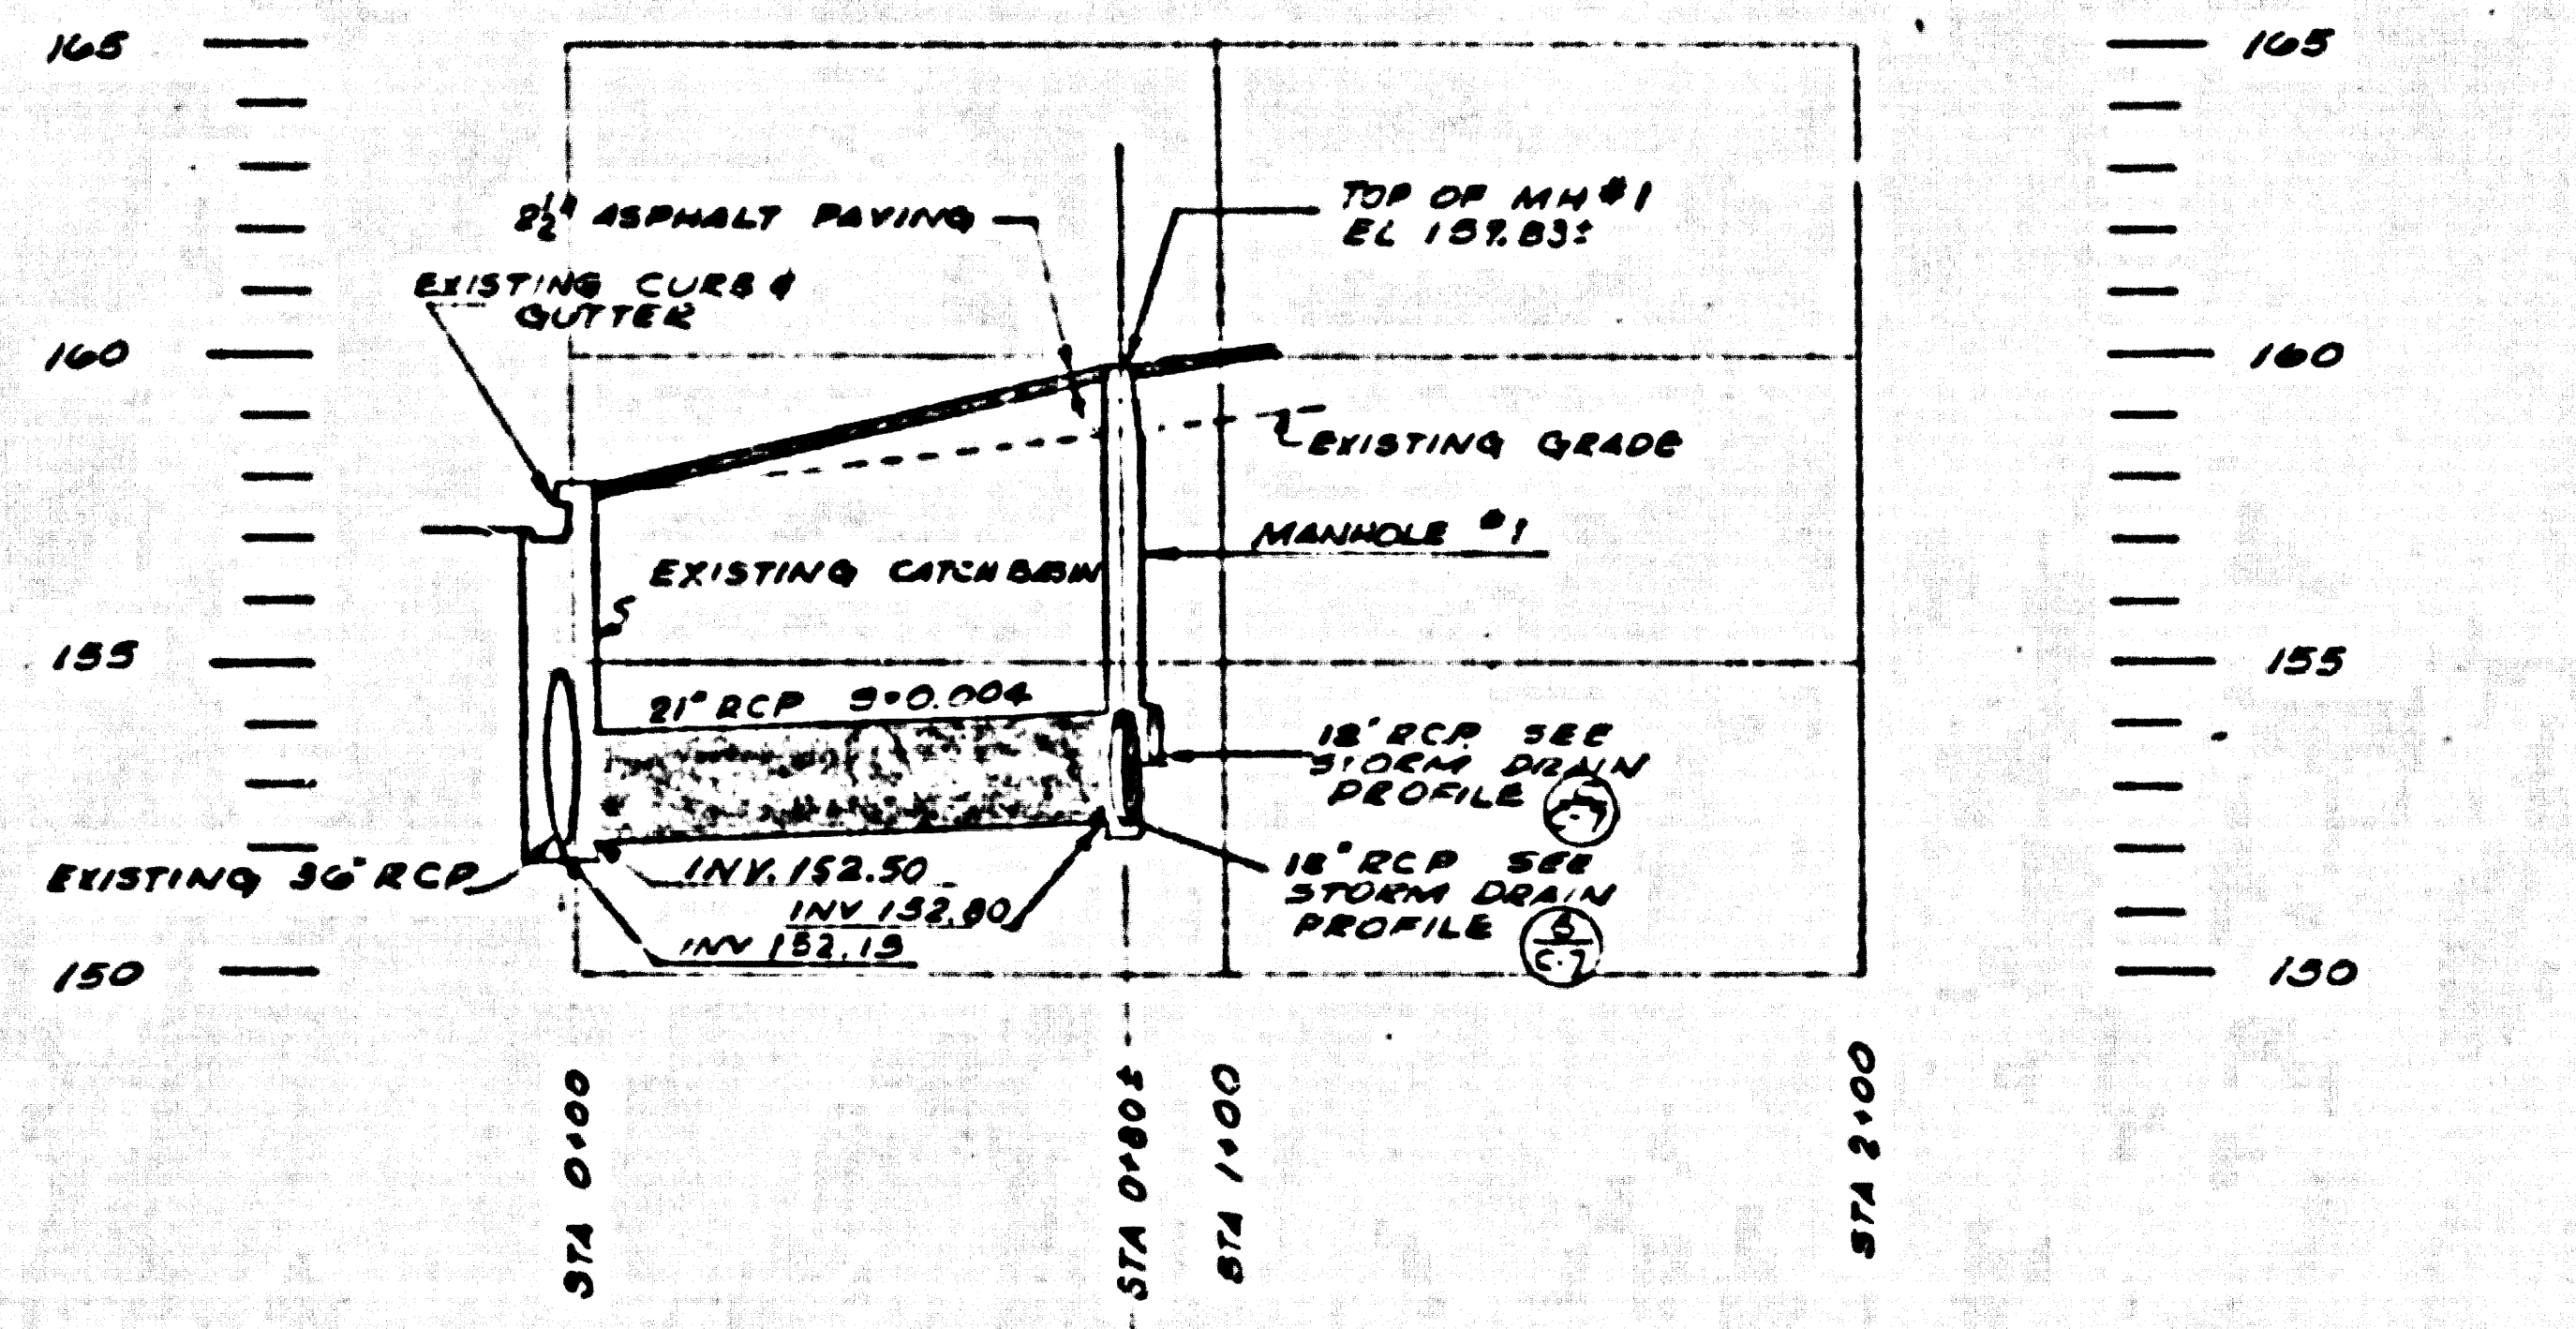 165
165
8½" ASPHALT PAVING
TOP OF MH #1
EL 159.83±
EXISTING CURB &
GUTTER
160
160
EXISTING GRADE
MANHOLE #1
EXISTING CATCH BASIN
155
155
21" RCP S=0.004
18" RCP SEE
STORM DRAIN
PROFILE
C-7
EXISTING 36" RCP
INV. 152.50
INV 152.80
INV 152.15
18" RCP SEE
STORM DRAIN
PROFILE
C-7
150
150
STA 0+00
STA 0+80±
STA 1+00
STA 2+00